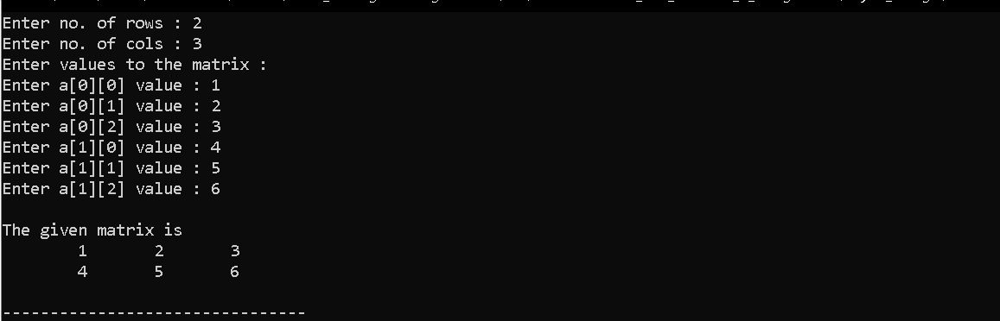 Enter no. of rows : 2
Enter no. of cols : 3
Enter values to the matrix :
Enter a[0][0] value : 1
Enter a[0][1] value : 2
Enter a[0][2] value : 3
Enter a[1][0] value : 4
Enter a[1][1] value : 5
Enter a[1][2] value : 6
The given matrix is
1 2 3
4 5 6
--------------------------------